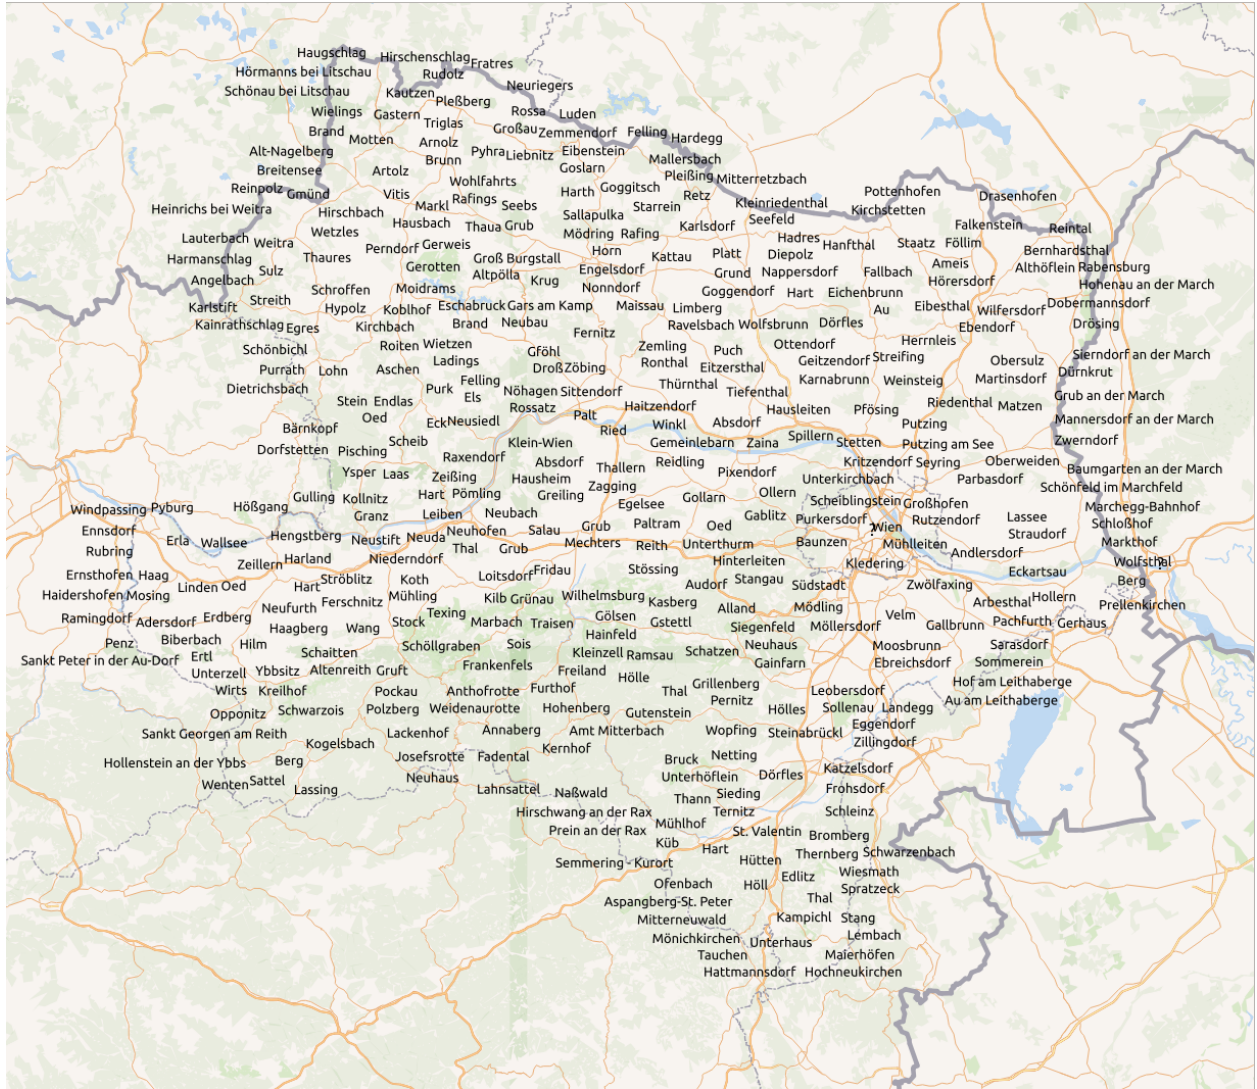 Haugschlag
Hirschenschlag
Fratres
Hörmanns bei Litschau
Rudolz
Schönau bei Litschau
Kautzen
Neuriegers
Pleßberg
Wielings
Gastern
Rossa
Luden
Triglas
Großau
Zemmendorf
Felling
Hardegg
Brand
Motten
Arnolz
Alt-Nagelberg
Brunn
Pyhra
Liebnitz
Eibenstein
Mallersbach
Breitensee
Artolz
Goslarn
Pleißing
Mitterretzbach
Reinpolz
Gmünd
Vitis
Wohlfahrts
Harth
Goggitsch
Retz
Pottenhofen
Drasenhofen
Heinrichs bei Weitra
Hirschbach
Markl
Rafings
Seebs
Sallapulka
Starrein
Kleinriedenthal
Kirchstetten
Wetzles
Hausbach
Thaua
Grub
Mödring
Rafing
Karlsdorf
Seefeld
Falkenstein
Reintal
Lauterbach
Weitra
Perndorf
Gerweis
Horn
Hadres
Hanfthal
Staatz
Föllim
Bernhardsthal
Harmanschlag
Thaures
Gerotten
Groß Burgstall
Kattau
Platt
Diepolz
Ameis
Althöflein
Rabensburg
Angelbach
Sulz
Altpölla
Krug
Engelsdorf
Grund
Nappersdorf
Fallbach
Hörersdorf
Hohenau an der March
Schroffen
Moidrams
Nonndorf
Goggendorf
Hart
Eichenbrunn
Karlstift
Streith
Hypolz
Koblhof
Eschabruck
Gars am Kamp
Maissau
Limberg
Au
Eibesthal
Wilfersdorf
Dobermannsdorf
Kainrathschlag
Egres
Kirchbach
Brand
Neubau
Fernitz
Ravelsbach
Wolfsbrunn
Dörfles
Ebendorf
Drösing
Schönbichl
Roiten
Wietzen
Gföhl
Zemling
Puch
Ottendorf
Herrnleis
Purrath
Lohn
Aschen
Ladings
Droß
Zöbing
Ronthal
Eitzersthal
Geitzendorf
Streifing
Obersulz
Sierndorf an der March
Dietrichsbach
Purk
Felling
Thürnthal
Karnabrunn
Weinsteig
Martinsdorf
Dürnkrut
Stein
Endlas
Els
Nöhagen
Sittendorf
Tiefenthal
Grub an der March
Oed
Rossatz
Palt
Haitzendorf
Hausleiten
Pfösing
Riedenthal
Matzen
Bärnkopf
Eck
Neusiedl
Ried
Winkl
Absdorf
Putzing
Mannersdorf an der March
Dorfstetten
Pisching
Scheib
Klein-Wien
Gemeinlebarn
Zaina
Spillern
Stetten
Putzing am See
Zwerndorf
Raxendorf
Absdorf
Thallern
Reidling
Pixendorf
Kritzendorf
Seyring
Oberweiden
Baumgarten an der March
Ysper
Laas
Zeißing
Hausheim
Zagging
Unterkirchbach
Parbasdorf
Schönfeld im Marchfeld
Gulling
Kollnitz
Hart
Pömling
Greiling
Egelsee
Gollarn
Ollern
Scheiblingstein
Großhofen
Marchegg-Bahnhof
Windpassing
Pyburg
Hößgang
Granz
Leiben
Neubach
Gablitz
Purkersdorf
Rutzendorf
Lassee
Schloßhof
Ennsdorf
Hengstberg
Neustift
Neuda
Neuhofen
Salau
Grub
Paltram
Oed
Wien
?
Straudorf
Markthof
Rubring
Erla
Wallsee
Thal
Grub
Mechters
Reith
Unterthurm
Baunzen
Mühlleiten
Andlersdorf
Zeillern
Harland
Niederndorf
Hinterleiten
Kledering
Wolfsthal
?
Ernsthofen
Haag
Ströblitz
Koth
Loitsdorf
Fridau
Stössing
Stangau
Eckartsau
Berg
Haidershofen
Mosing
Linden
Oed
Hart
Mühling
Kilb
Grünau
Wilhelmsburg
Audorf
Südstadt
Zwölfaxing
Arbesthal
Hollern
Prellenkirchen
Ramingdorf
Adersdorf
Erdberg
Neufurth
Ferschnitz
Texing
Marbach
Traisen
Gölsen
Kasberg
Alland
Mödling
Velm
Pachfurth
Gerhaus
Penz
Biberbach
Hilm
Haagberg
Wang
Stock
Gstettl
Siegenfeld
Möllersdorf
Gallbrunn
Sankt Peter in der Au-Dorf
Ertl
Schaitten
Schöllgraben
Sois
Hainfeld
Kleinzell
Ramsau
Schatzen
Neuhaus
Moosbrunn
Sarasdorf
Unterzell
Ybbsitz
Altenreith
Gruft
Frankenfels
Freiland
Hölle
Gainfarn
Ebreichsdorf
Sommerein
Wirts
Kreilhof
Pockau
Anthofrotte
Furthof
Thal
Grillenberg
Leobersdorf
Hof am Leithaberge
Opponitz
Schwarzois
Polzberg
Weidenaurotte
Hohenberg
Gutenstein
Pernitz
Hölles
Sollenau
Landegg
Au am Leithaberge
Sankt Georgen am Reith
Kogelsbach
Lackenhof
Annaberg
Amt Mitterbach
Wopfing
Steinabrückl
Eggendorf
Zillingdorf
Hollenstein an der Ybbs
Berg
Josefsrotte
Fadental
Kernhof
Bruck
Netting
Katzelsdorf
Wenten
Sattel
Lassing
Neuhaus
Lahnsattel
Naßwald
Unterhöflein
Dörfles
Frohsdorf
Thann
Sieding
Hirschwang an der Rax
Ternitz
Schleinz
Prein an der Rax
Mühlhof
St. Valentin
Bromberg
Küb
Hart
Thernberg
Schwarzenbach
Semmering - Kurort
Hütten
Wiesmath
Ofenbach
Höll
Edlitz
Spratzeck
Aspangberg-St. Peter
Thal
Mitterneuwald
Kampichl
Stang
Mönichkirchen
Unterhaus
Lembach
Tauchen
Maierhöfen
Hattmannsdorf
Hochneukirchen